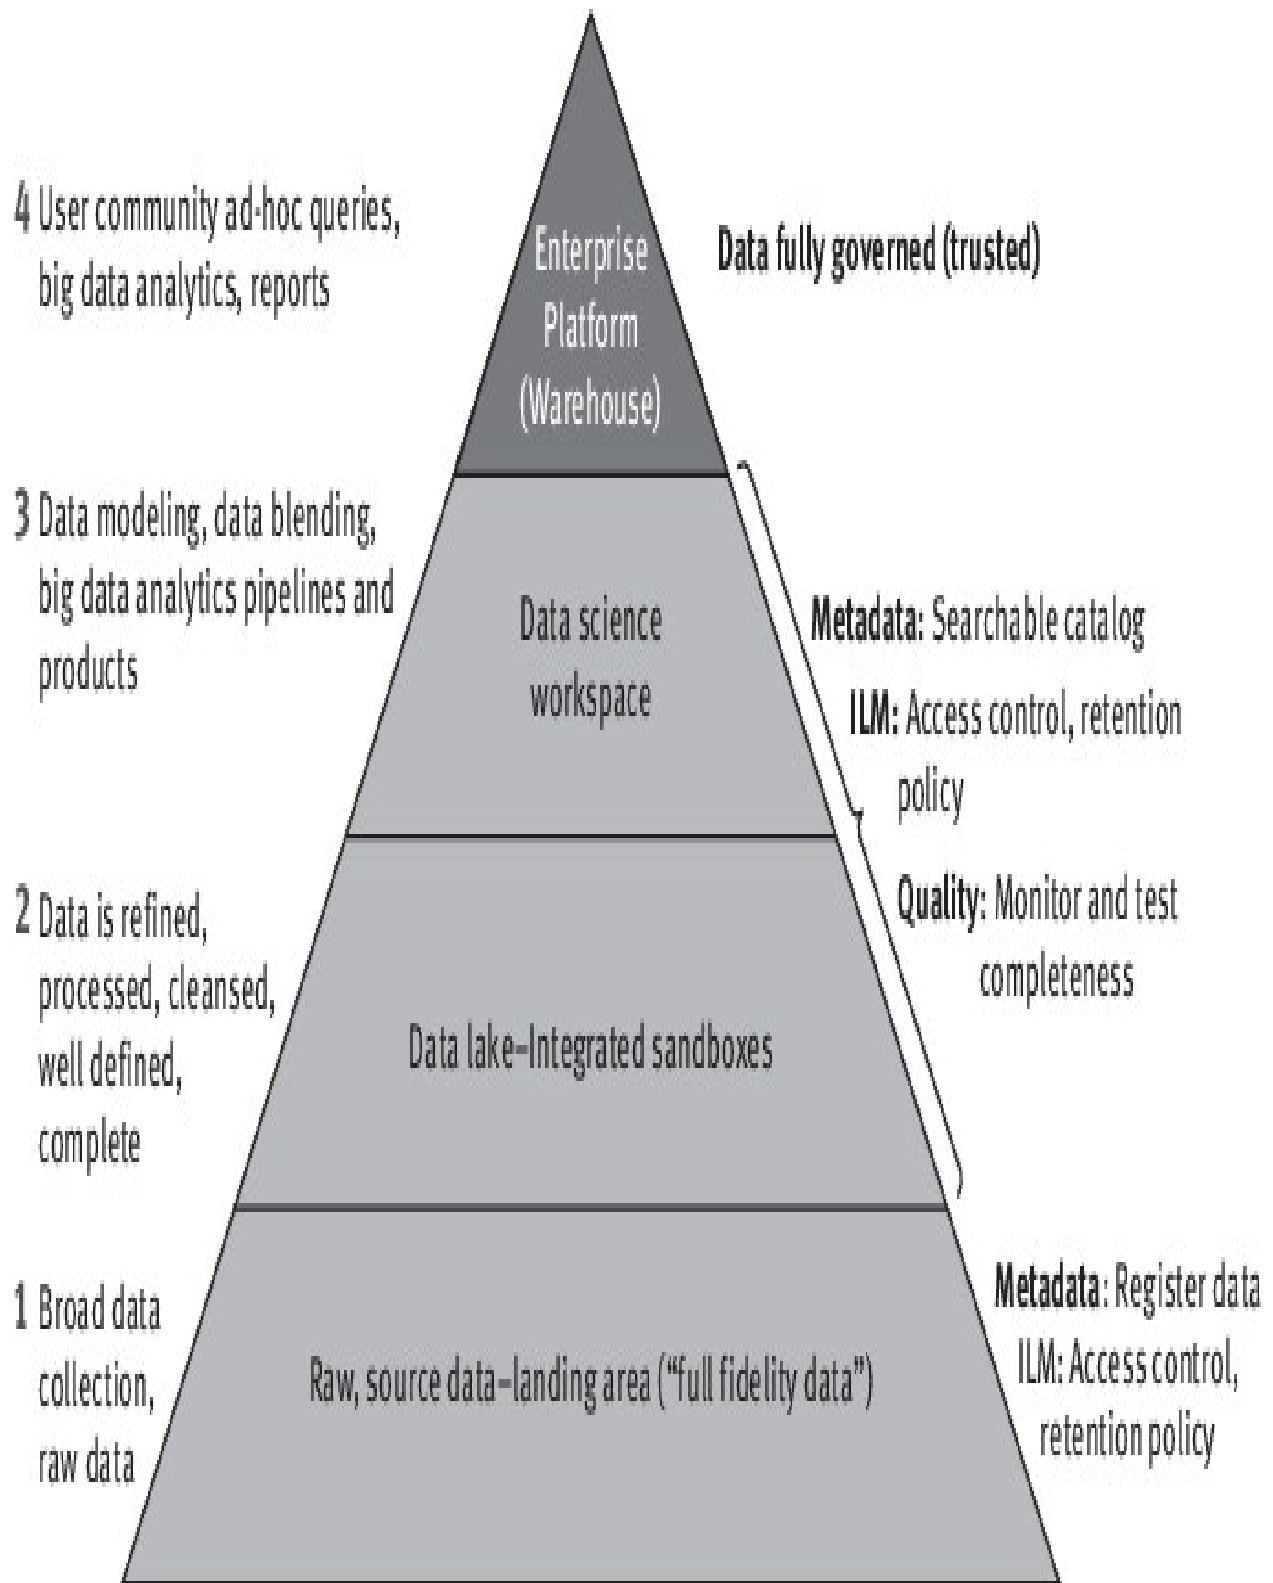 4 User community ad-hoc queries,
big data analytics, reports
Enterprise
Platform
(Warehouse)
Data fully governed (trusted)
3 Data modeling, data blending,
big data analytics pipelines and
products
Data science
workspace
Metadata: Searchable catalog
ILM: Access control, retention
policy
Quality: Monitor and test
completeness
2 Data is refined,
processed, cleansed,
well defined,
complete
Data lake–Integrated sandboxes
1 Broad data
collection,
raw data
Raw, source data–landing area (“full fidelity data”)
Metadata: Register data
ILM: Access control,
retention policy